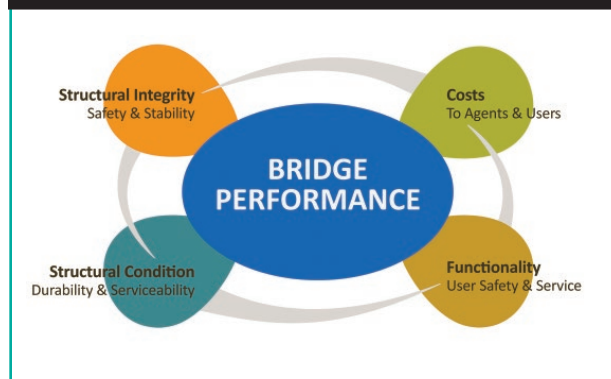 Structural Integrity
Safety & Stability
Costs
To Agents & Users
BRIDGE
PERFORMANCE
Structural Condition
Durability & Serviceability
Functionality
User Safety & Service